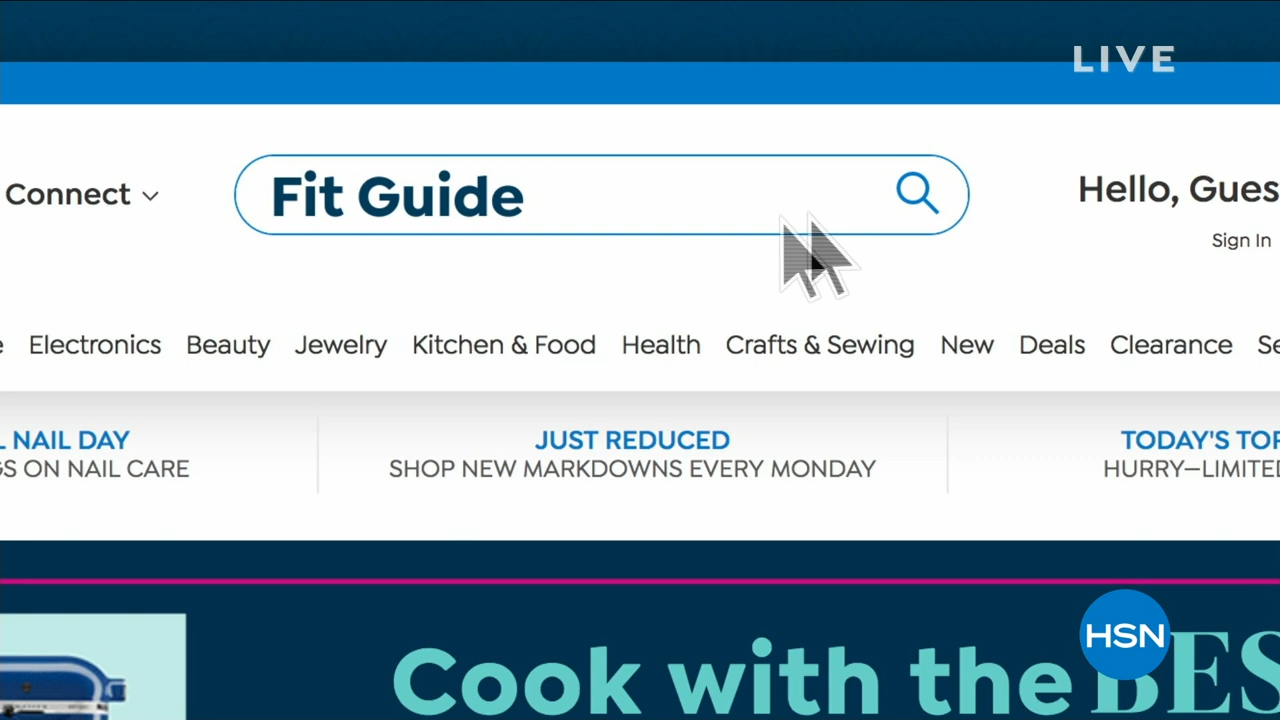 LIVE
Connect
Fit Guide
Hello, Gues
Sign In
e Electronics Beauty Jewelry Kitchen & Food Health Crafts & Sewing New Deals Clearance Se
L NAIL DAY
GS ON NAIL CARE
JUST REDUCED
SHOP NEW MARKDOWNS EVERY MONDAY
TODAY'S TOP
HURRY—LIMITED
Cook with the BES
HSN